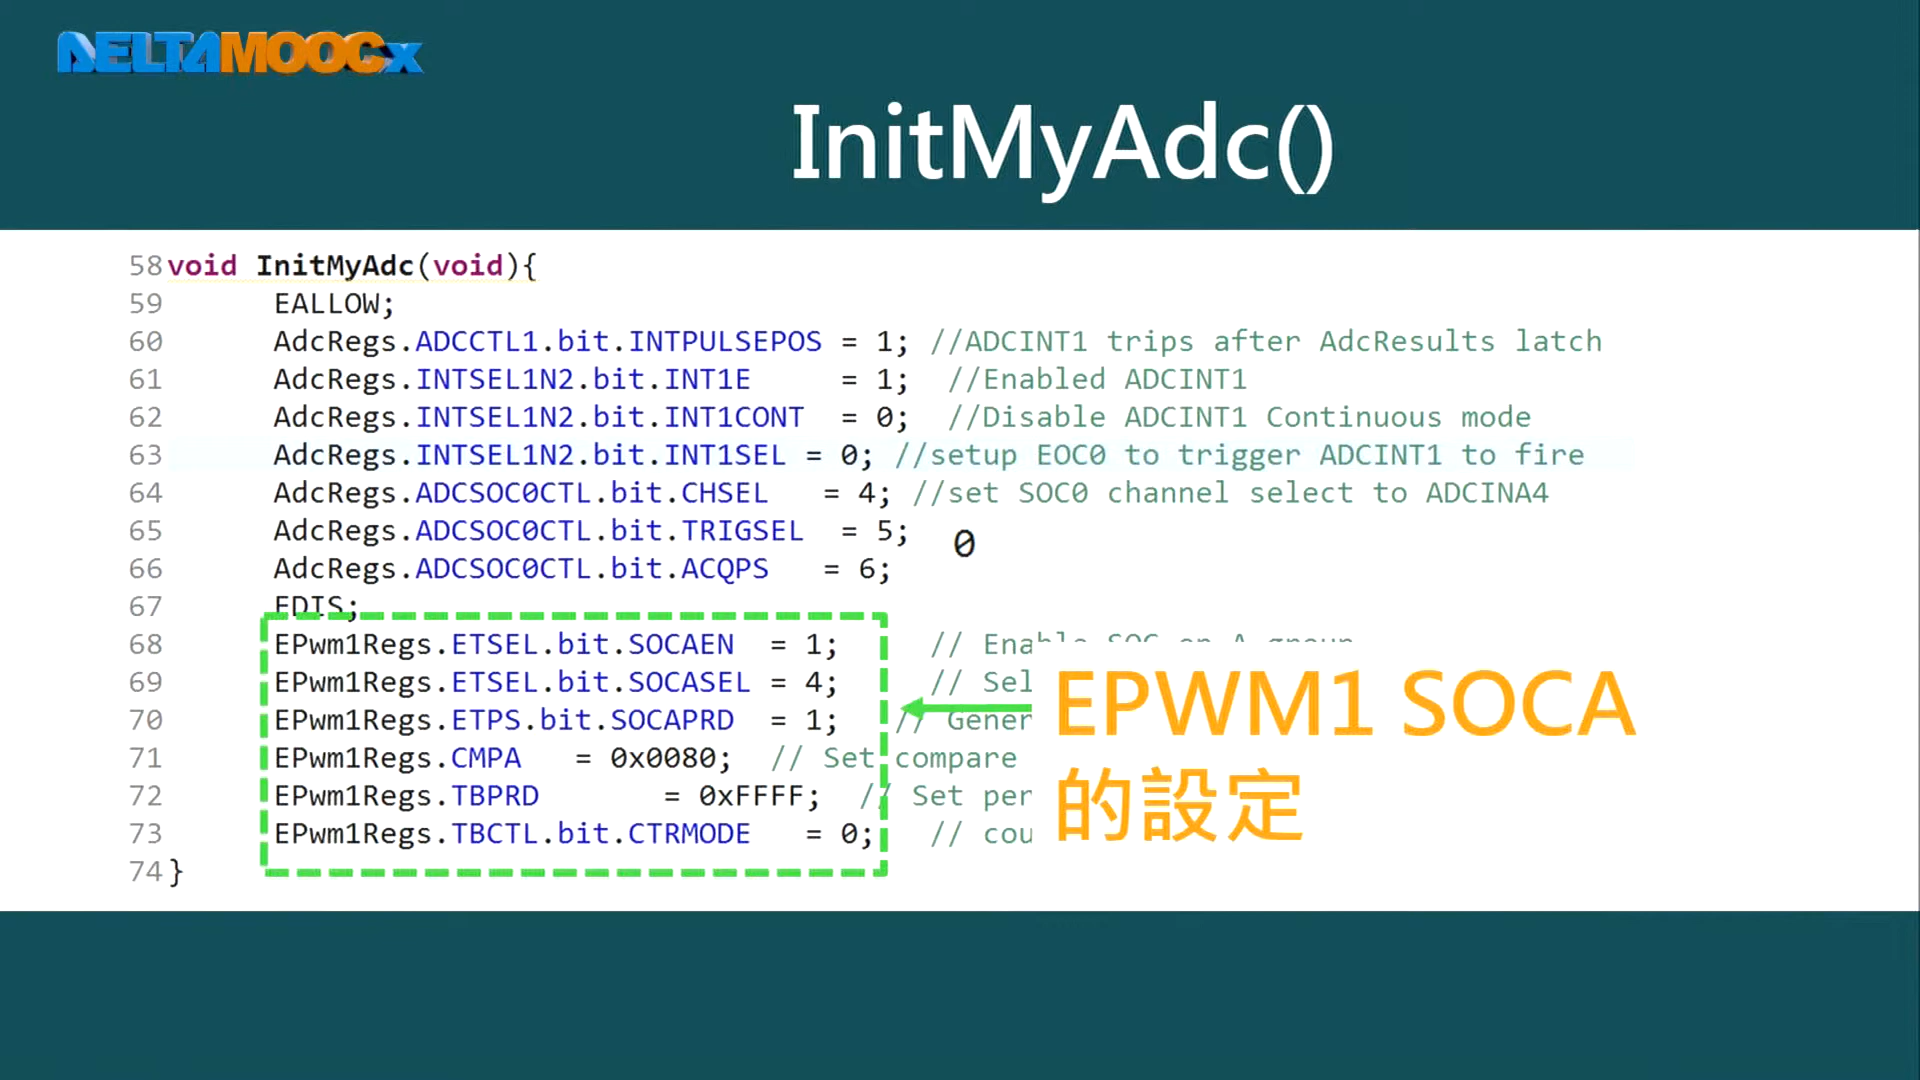 DELTAMOOCx
InitMyAdc()
58 void InitMyAdc(void){
59 EALLOW;
60 AdcRegs.ADCCTL1.bit.INTPULSEPOS = 1; //ADCINT1 trips after AdcResults latch
61 AdcRegs.INTSEL1N2.bit.INT1E = 1; //Enabled ADCINT1
62 AdcRegs.INTSEL1N2.bit.INT1CONT = 0; //Disable ADCINT1 Continuous mode
63 AdcRegs.INTSEL1N2.bit.INT1SEL = 0; //setup EOC0 to trigger ADCINT1 to fire
64 AdcRegs.ADCSOC0CTL.bit.CHSEL = 4; //set SOC0 channel select to ADCINA4
65 AdcRegs.ADCSOC0CTL.bit.TRIGSEL = 5;
0
66 AdcRegs.ADCSOC0CTL.bit.ACQPS = 6;
67 EDIS;
68 EPwm1Regs.ETSEL.bit.SOCAEN = 1; // Enable SOC on A group
69 EPwm1Regs.ETSEL.bit.SOCASEL = 4; // Sel
70 EPwm1Regs.ETPS.bit.SOCAPRD = 1; // Gener
71 EPwm1Regs.CMPA = 0x0080; // Set compare
72 EPwm1Regs.TBPRD = 0xFFFF; // Set per
73 EPwm1Regs.TBCTL.bit.CTRMODE = 0; // cou
74 }
EPWM1 SOCA
的設定